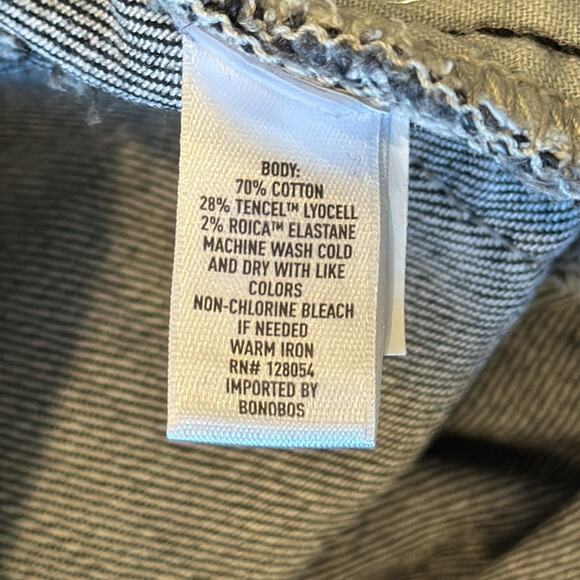 BODY:
70% COTTON
28% TENCEL™ LYOCELL
2% ROICA™ ELASTANE
MACHINE WASH COLD
AND DRY WITH LIKE
COLORS
NON-CHLORINE BLEACH
IF NEEDED
WARM IRON
RN# 128054
IMPORTED BY
BONOBOS